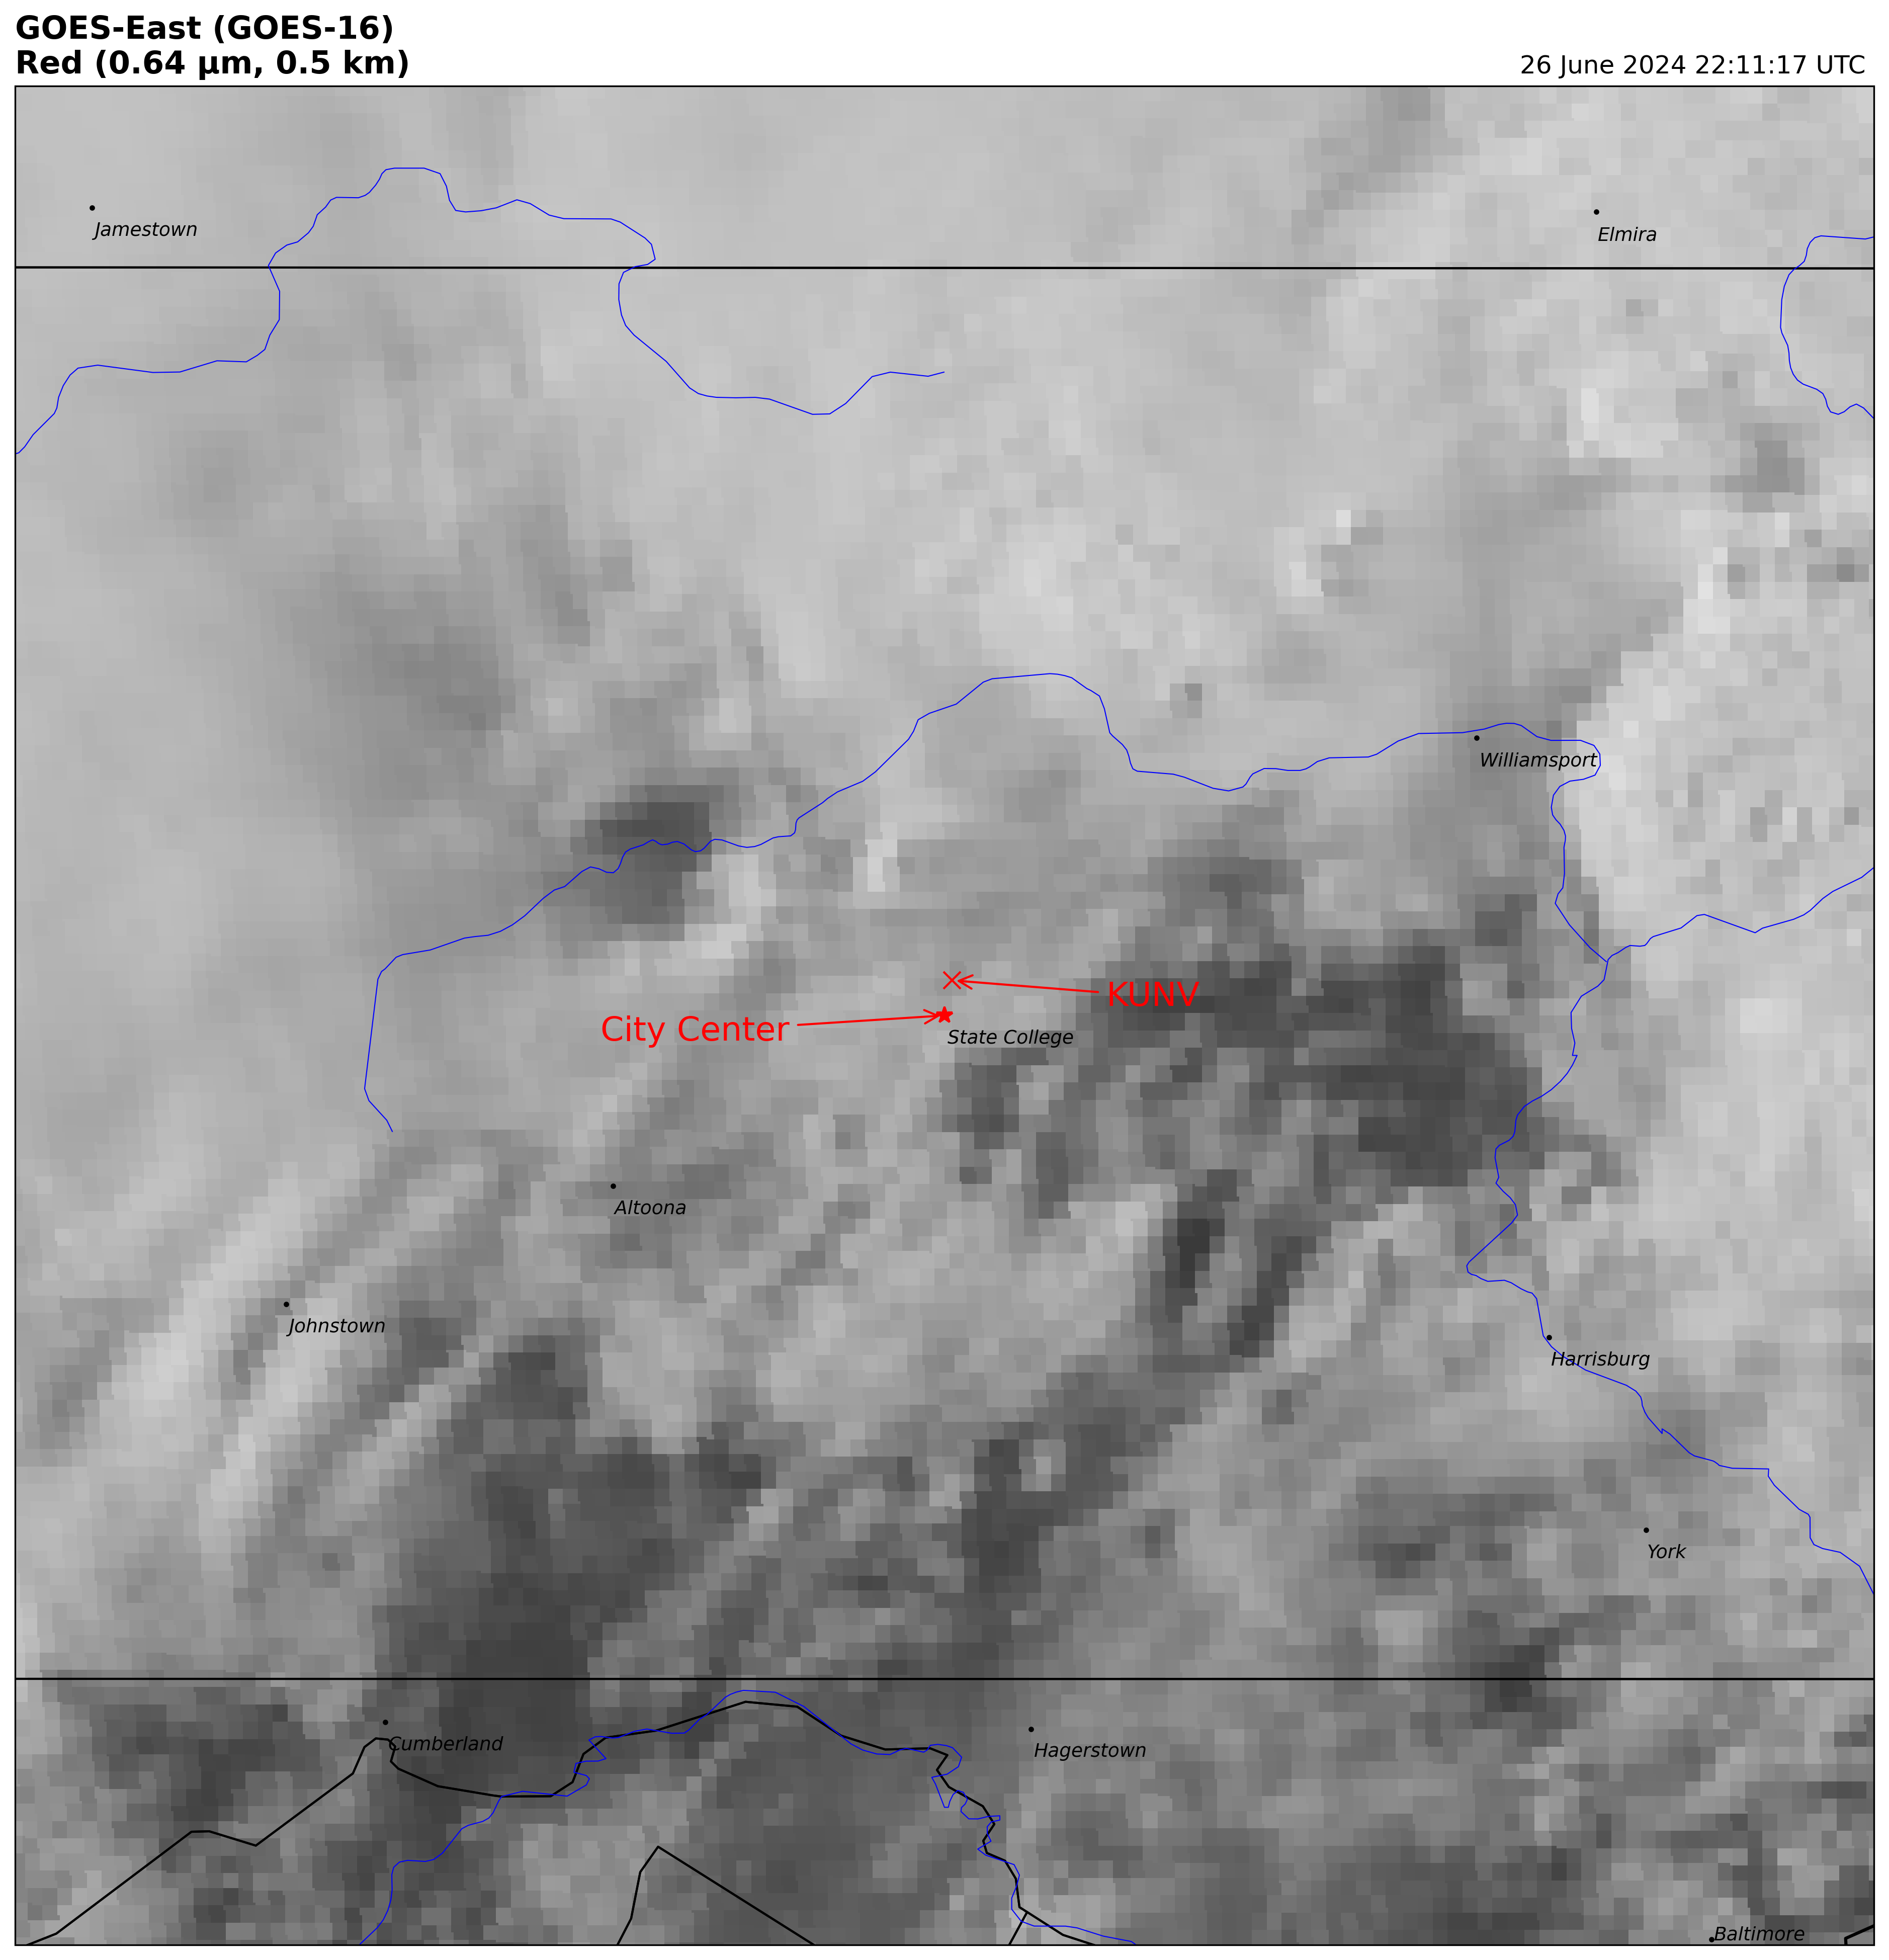 GOES-East (GOES-16)
Red (0.64 µm, 0.5 km)
26 June 2024 22:11:17 UTC
Jamestown
Elmira
Williamsport
KUNV
City Center
State College
Altoona
Johnstown
Harrisburg
York
Cumberland
Hagerstown
Baltimore